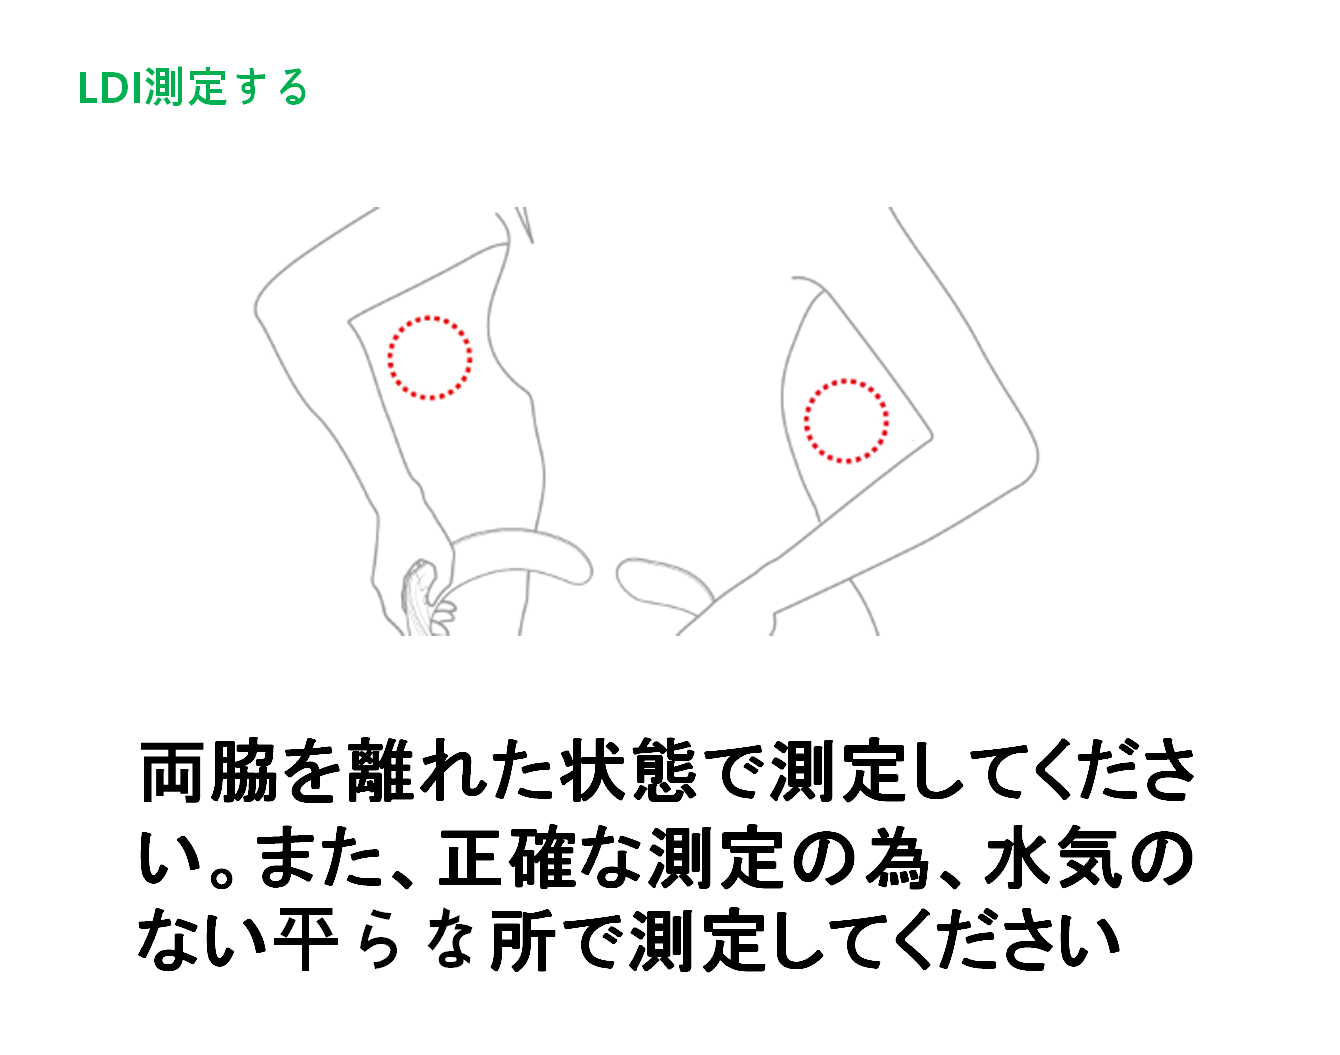 LDI測定する
両脇を離れた状態で測定してくださ
い。また、正確な測定の為、水気の
ない平らな所で測定してください